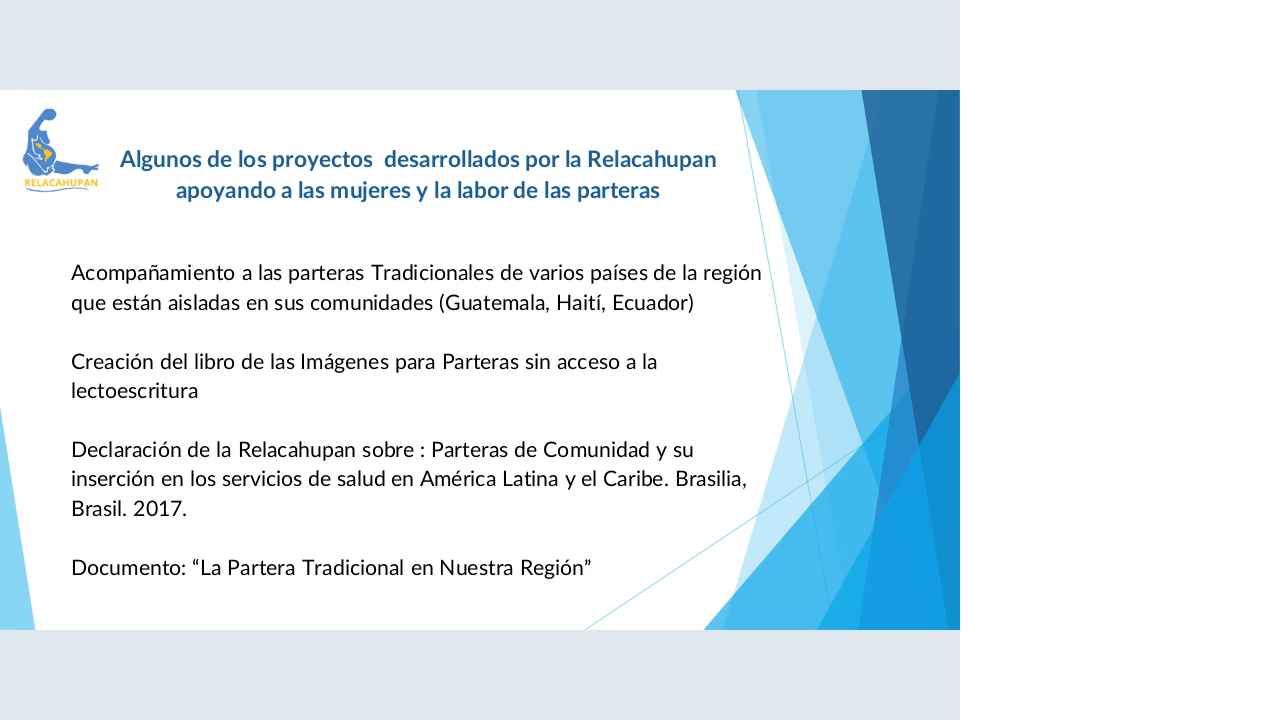 RELACAHUPAN
Algunos de los proyectos  desarrollados por la Relacahupan
apoyando a las mujeres y la labor de las parteras
Acompañamiento a las parteras Tradicionales de varios países de la región
que están aisladas en sus comunidades (Guatemala, Haití, Ecuador)
Creación del libro de las Imágenes para Parteras sin acceso a la
lectoescritura
Declaración de la Relacahupan sobre : Parteras de Comunidad y su
inserción en los servicios de salud en América Latina y el Caribe. Brasilia,
Brasil. 2017.
Documento: “La Partera Tradicional en Nuestra Región”